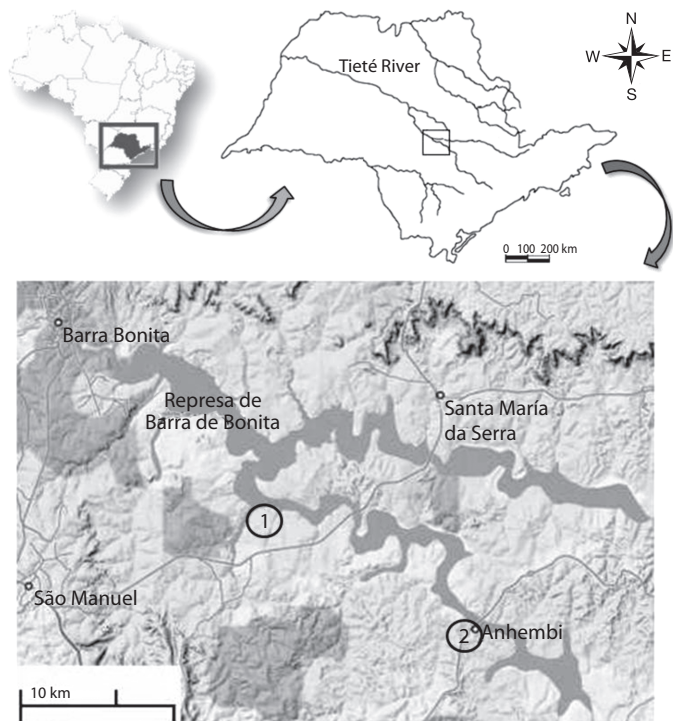 N
Tieté River
W E
S
0 100 200 km
Barra Bonita
Represa de
Barra de Bonita
Santa María
da Serra
1
São Manuel
2 Anhembi
10 km